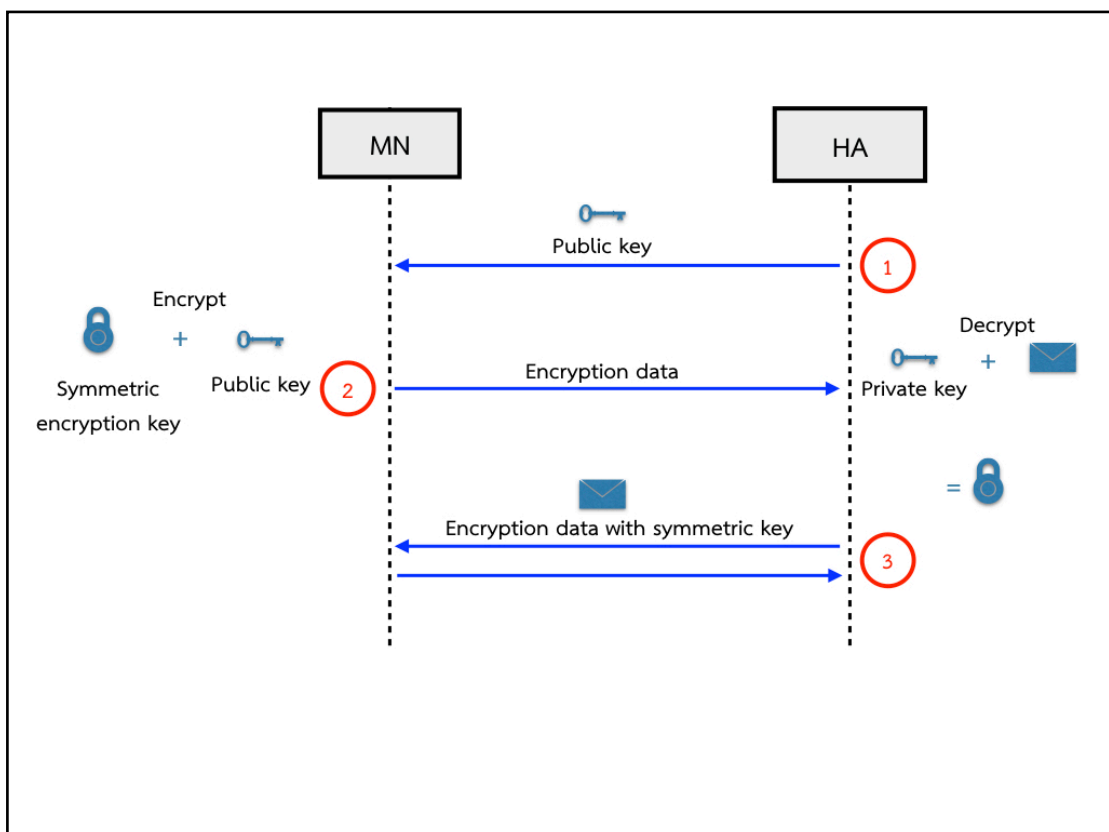 MN
HA
Public key
1
Encrypt
+
Symmetric
encryption key
Public key
2
Encryption data
Decrypt
+
Private key
=
Encryption data with symmetric key
3